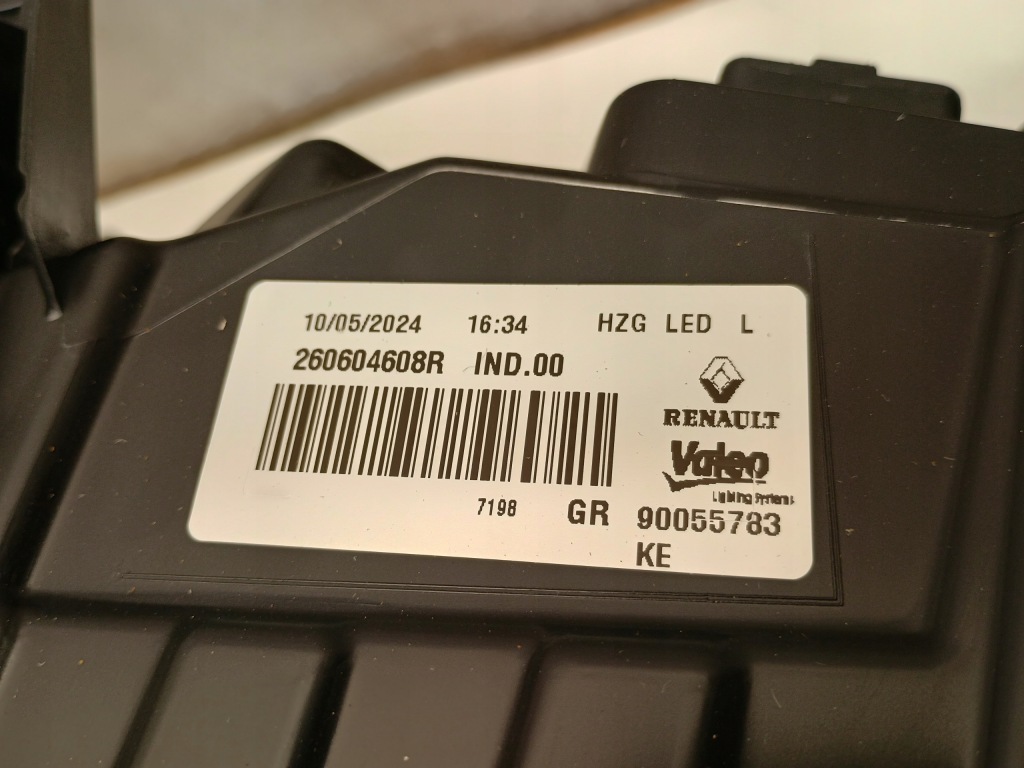 10/05/2024 16:34 HZG LED L
260604608R IND.00
RENAULT
Valeo
Lighting Systems
7198 GR 90055783
KE